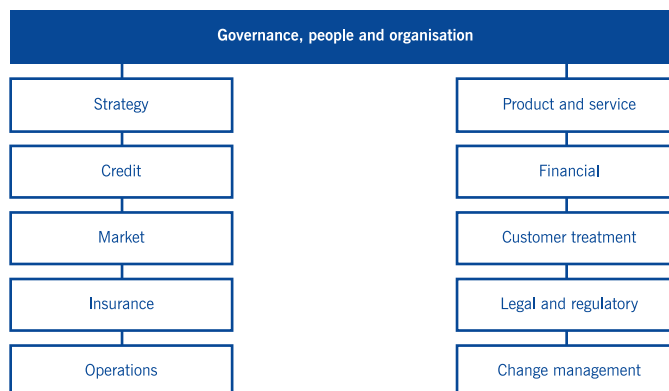 Governance, people and organisation
Strategy
Product and service
Credit
Financial
Market
Customer treatment
Insurance
Legal and regulatory
Operations
Change management